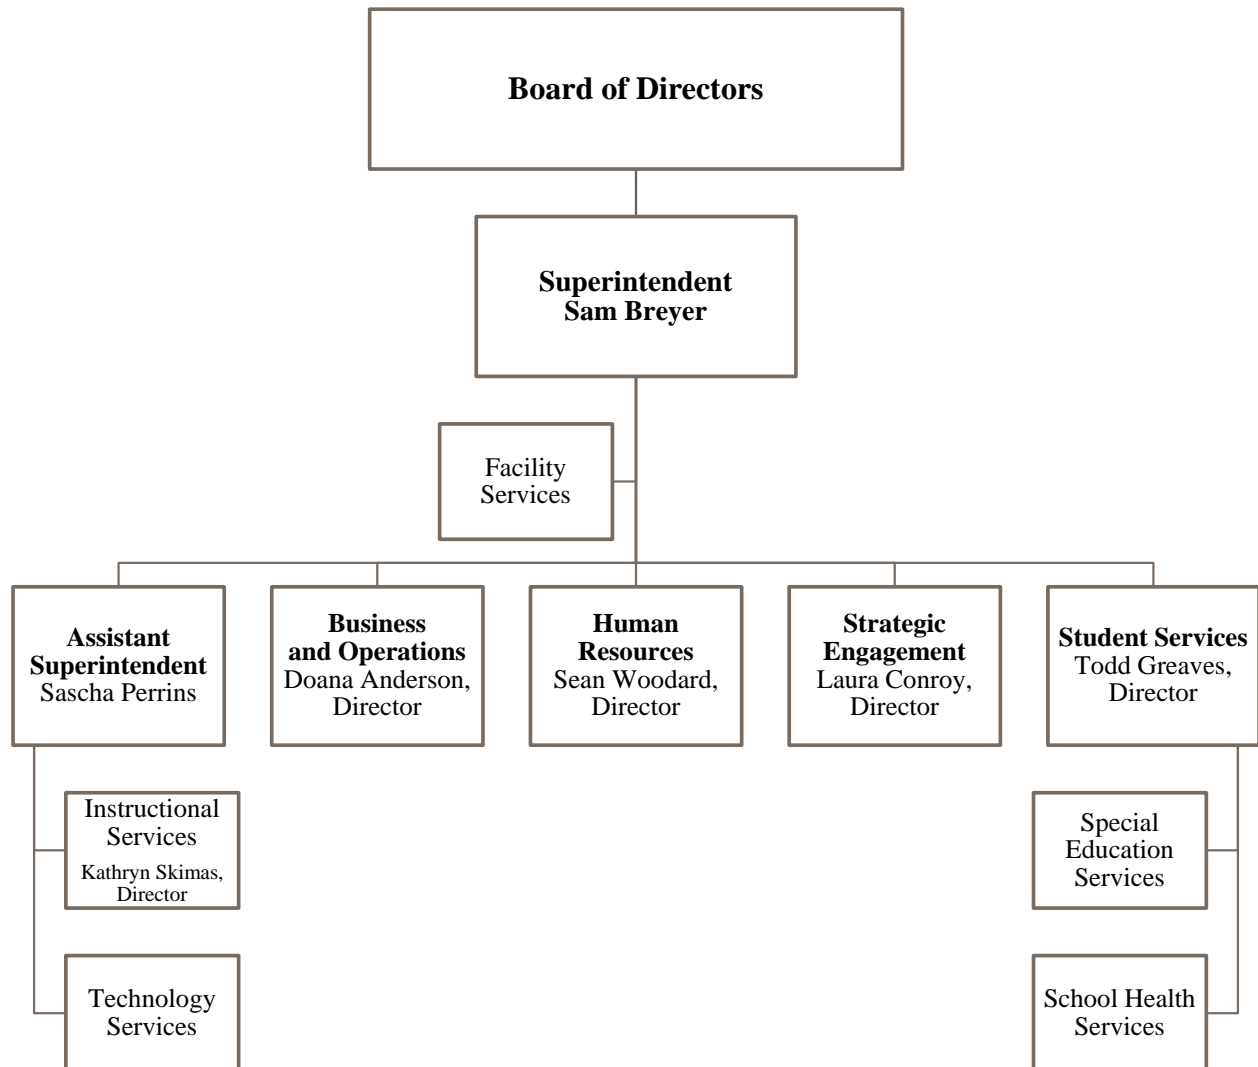 Board of Directors
Superintendent
Sam Breyer
Facility
Services
Assistant
Superintendent
Sascha Perrins
Business
and Operations
Doana Anderson,
Director
Human
Resources
Sean Woodard,
Director
Strategic
Engagement
Laura Conroy,
Director
Student Services
Todd Greaves,
Director
Instructional
Services
Kathryn Skimas,
Director
Technology
Services
Special
Education
Services
School Health
Services